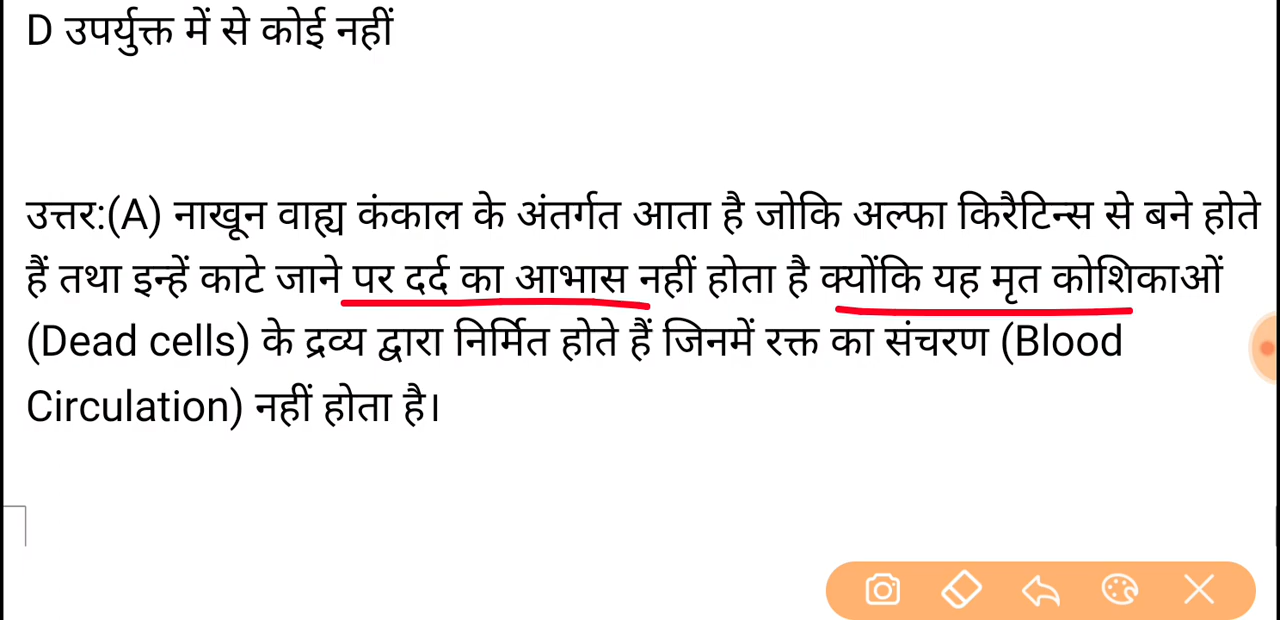 D उपर्युक्त में से कोई नहीं
उत्तर:(A) नाखून वाह्य कंकाल के अंतर्गत आता है जोकि अल्फा किरैटिन्स से बने होते
हैं तथा इन्हें काटे जाने पर दर्द का आभास नहीं होता है क्योंकि यह मृत कोशिकाओं
(Dead cells) के द्रव्य द्वारा निर्मित होते हैं जिनमें रक्त का संचरण (Blood
Circulation) नहीं होता है।